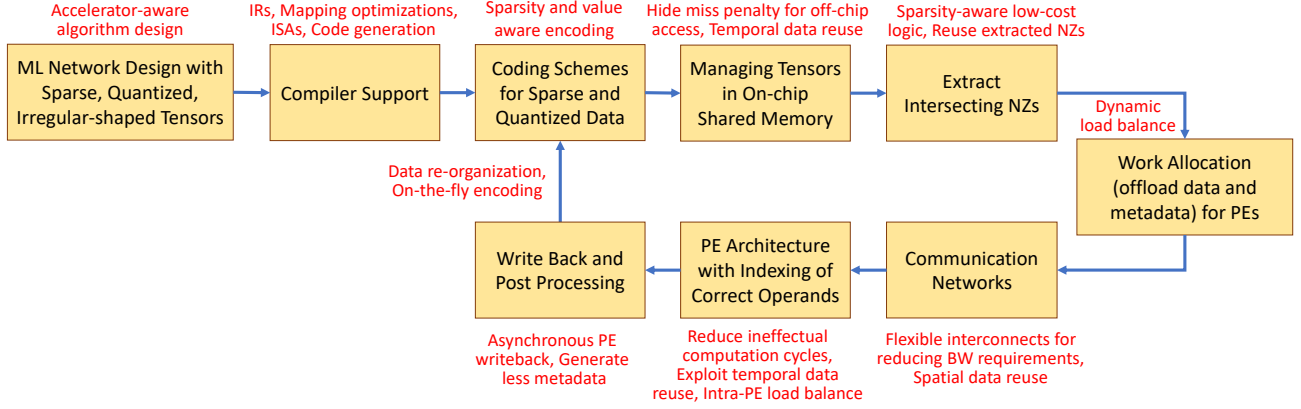 Accelerator-aware
algorithm design
ML Network Design with
Sparse, Quantized,
Irregular-shaped Tensors
IRs, Mapping optimizations,
ISAs, Code generation
Compiler Support
Sparsity and value
aware encoding
Coding Schemes
for Sparse and
Quantized Data
Hide miss penalty for off-chip
access, Temporal data reuse
Managing Tensors
in On-chip
Shared Memory
Sparsity-aware low-cost
logic, Reuse extracted NZs
Extract
Intersecting NZs
Dynamic
load balance
Work Allocation
(offload data and
metadata) for PEs
Communication
Networks
Flexible interconnects for
reducing BW requirements,
Spatial data reuse
PE Architecture
with Indexing of
Correct Operands
Reduce ineffectual
computation cycles,
Exploit temporal data
reuse, Intra-PE load balance
Write Back and
Post Processing
Asynchronous PE
writeback, Generate
less metadata
Data re-organization,
On-the-fly encoding